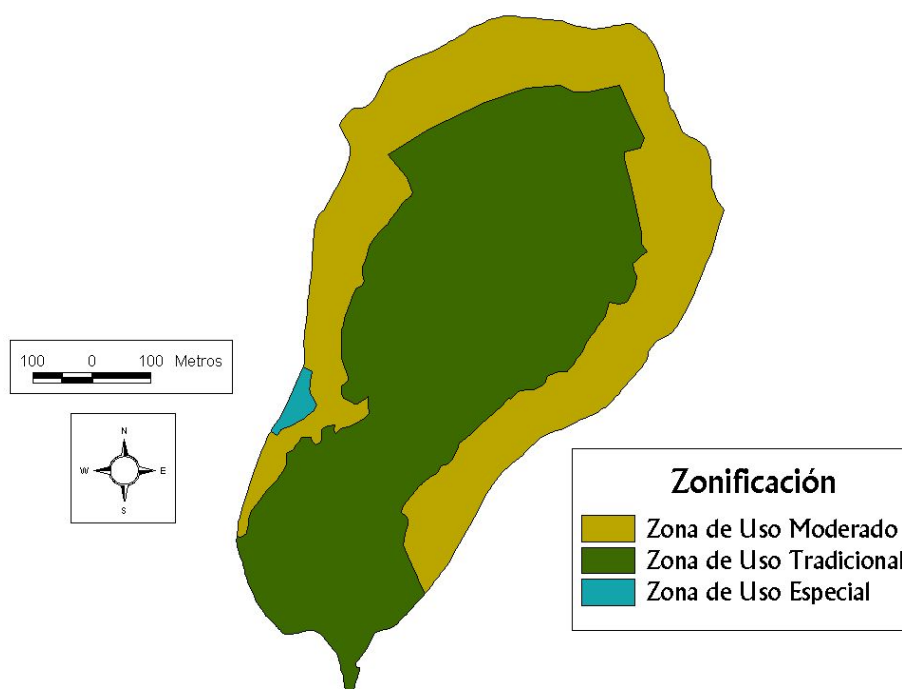 100 0 100 Metros
N
W E
S
Zonificación
Zona de Uso Moderado
Zona de Uso Tradicional
Zona de Uso Especial